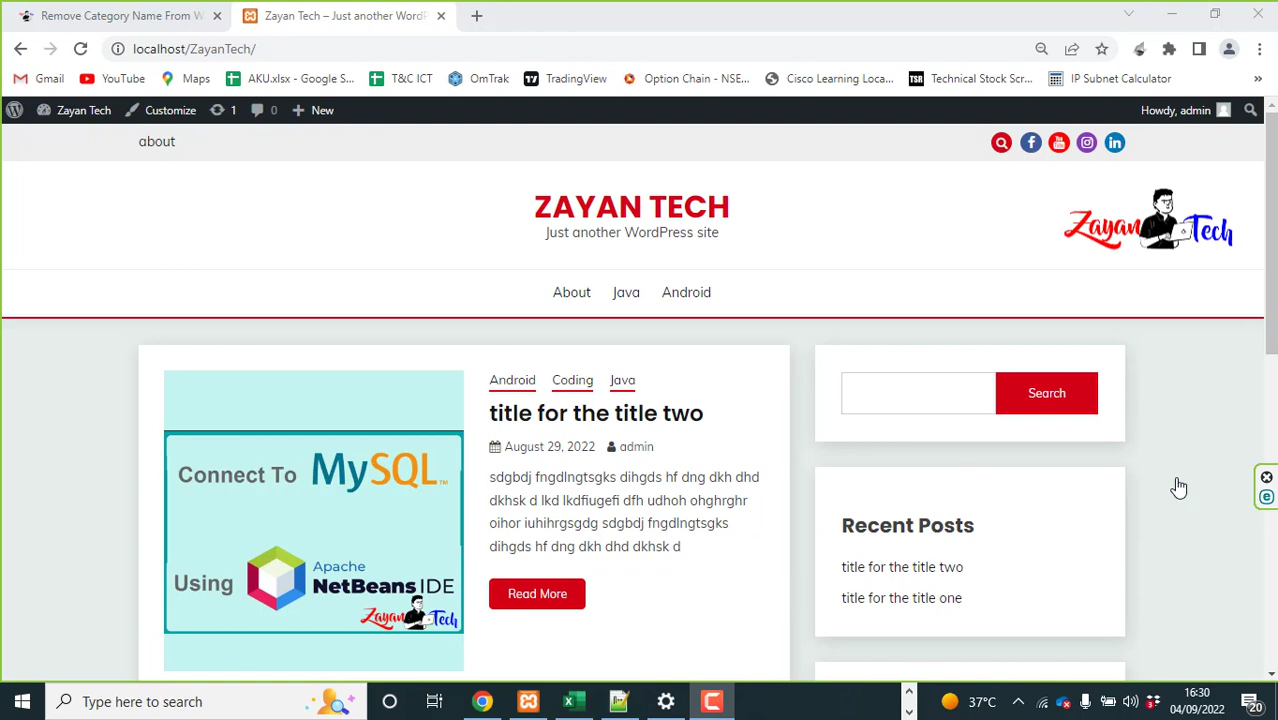 Remove Category Name From W
Zayan Tech – Just another WordPr
localhost/ZayanTech/
Gmail
YouTube
Maps
AKU.xlsx - Google S...
T&C ICT
OmTrak
TradingView
Option Chain - NSE...
Cisco Learning Loca...
TSR
Technical Stock Scr...
IP Subnet Calculator
»
Zayan Tech
Customize
1
0
New
Howdy, admin
about
ZAYAN TECH
Just another WordPress site
Zayan Tech
About
Java
Android
Android
Coding
Java
title for the title two
August 29, 2022
admin
sdgbdj fngdlngtsgks dihgds hf dng dkh dhd
dkhsk d lkd lkdfiugefi dfh udhoh ohghrghr
oihor iuhihrgsgdg sdgbdj fngdlngtsgks
dihgds hf dng dkh dhd dkhsk d
Read More
Connect To MySQL
Using
Apache
NetBeans IDE
Zayan Tech
Search
Recent Posts
title for the title two
title for the title one
Type here to search
37°C
16:30
04/09/2022
20